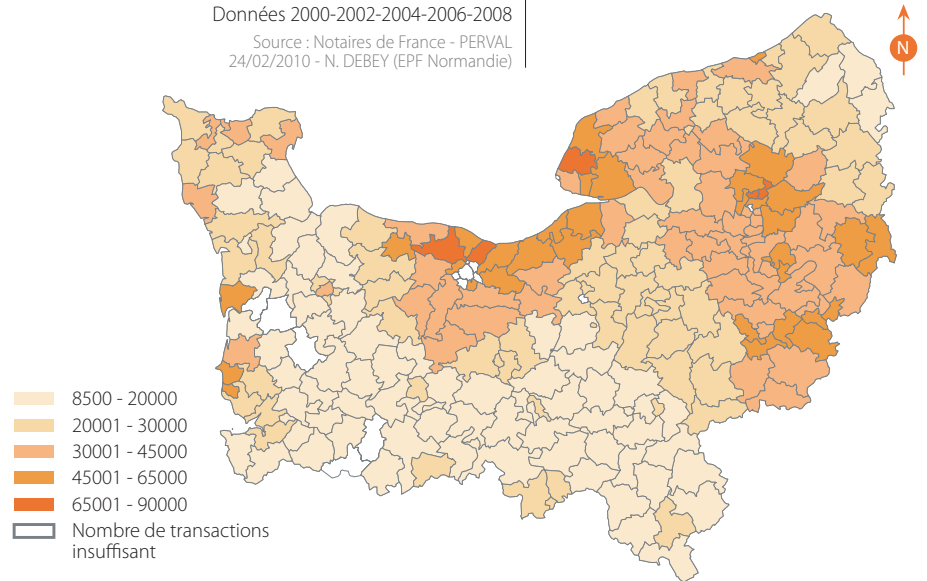 Données 2000-2002-2004-2006-2008
Source : Notaires de France - PERVAL
24/02/2010 - N. DEBEY (EPF Normandie)
N
8500 - 20000
20001 - 30000
30001 - 45000
45001 - 65000
65001 - 90000
Nombre de transactions
insuffisant